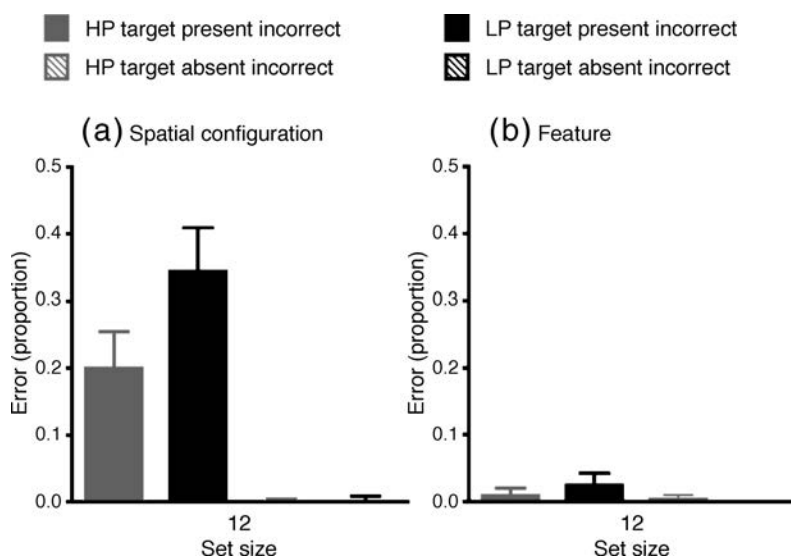 HP target present incorrect
LP target present incorrect
HP target absent incorrect
LP target absent incorrect
(a) Spatial configuration
(b) Feature
0.5
0.4
0.3
0.2
0.1
0.0
Error (proportion)
12
Set size
0.5
0.4
0.3
0.2
0.1
0.0
Error (proportion)
12
Set size